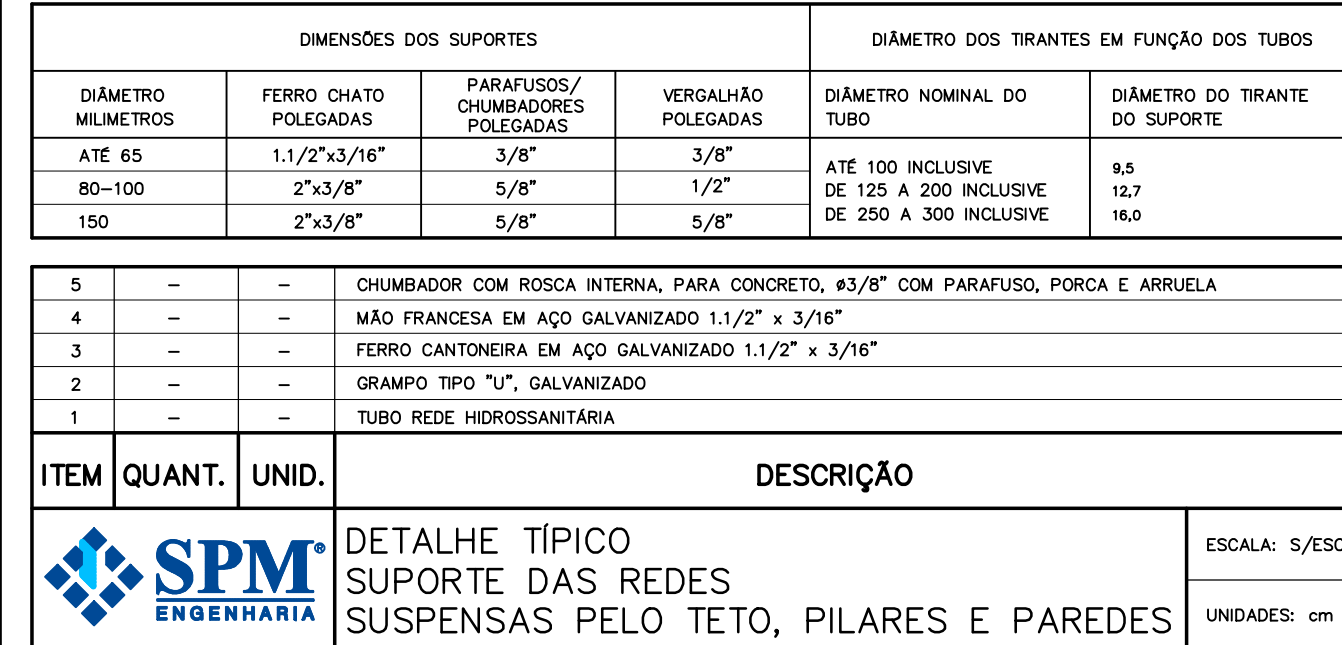 DIMENSÕES DOS SUPORTES
DIÂMETRO DOS TIRANTES EM FUNÇÃO DOS TUBOS
DIÂMETRO
MILIMETROS
FERRO CHATO
POLEGADAS
PARAFUSOS/
CHUMBADORES
POLEGADAS
VERGALHÃO
POLEGADAS
DIÂMETRO NOMINAL DO
TUBO
DIÂMETRO DO TIRANTE
DO SUPORTE
ATÉ 65 1.1/2"x3/16" 3/8" 3/8"
80-100 2"x3/8" 5/8" 1/2"
150 2"x3/8" 5/8" 5/8"
ATÉ 100 INCLUSIVE 9,5
DE 125 A 200 INCLUSIVE 12,7
DE 250 A 300 INCLUSIVE 16,0
5 - - CHUMBADOR COM ROSCA INTERNA, PARA CONCRETO, ø3/8" COM PARAFUSO, PORCA E ARRUELA
4 - - MÃO FRANCESA EM AÇO GALVANIZADO 1.1/2" x 3/16"
3 - - FERRO CANTONEIRA EM AÇO GALVANIZADO 1.1/2" x 3/16"
2 - - GRAMPO TIPO "U", GALVANIZADO
1 - - TUBO REDE HIDROSSANITÁRIA
ITEM QUANT. UNID. DESCRIÇÃO
SPM®
ENGENHARIA
DETALHE TÍPICO
SUPORTE DAS REDES
SUSPENSAS PELO TETO, PILARES E PAREDES
ESCALA: S/ESC
UNIDADES: cm